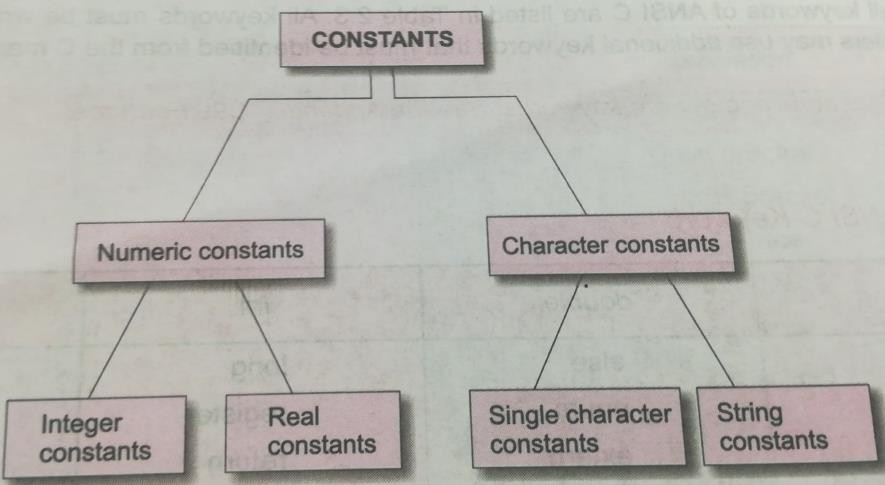 CONSTANTS
Numeric constants
Character constants
Integer
constants
Real
constants
Single character
constants
String
constants